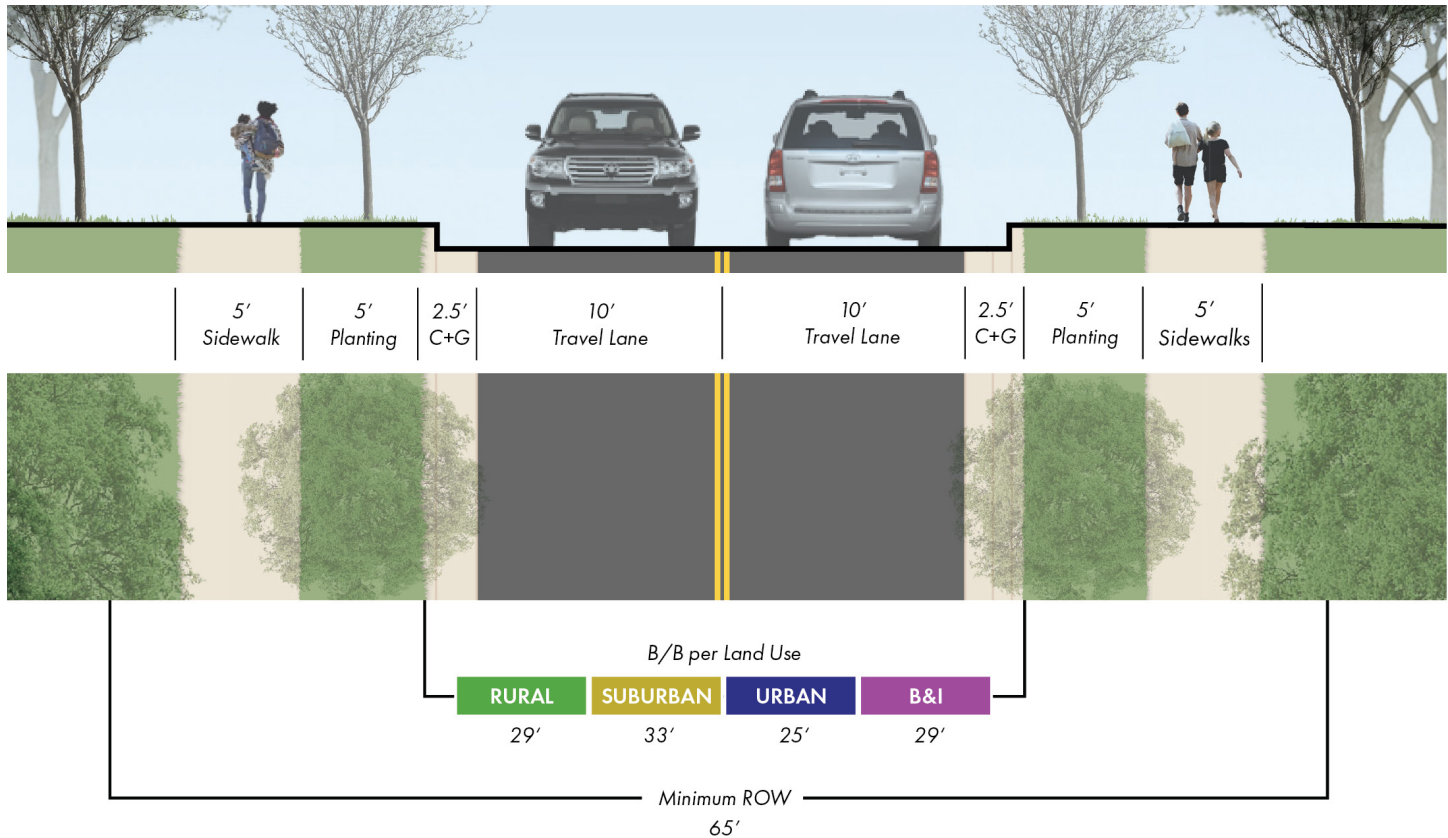 5' Sidewalk
5' Planting
2.5' C+G
10' Travel Lane
10' Travel Lane
2.5' C+G
5' Planting
5' Sidewalks
B/B per Land Use
RURAL SUBURBAN URBAN B&I
29' 33' 25' 29'
Minimum ROW
65'